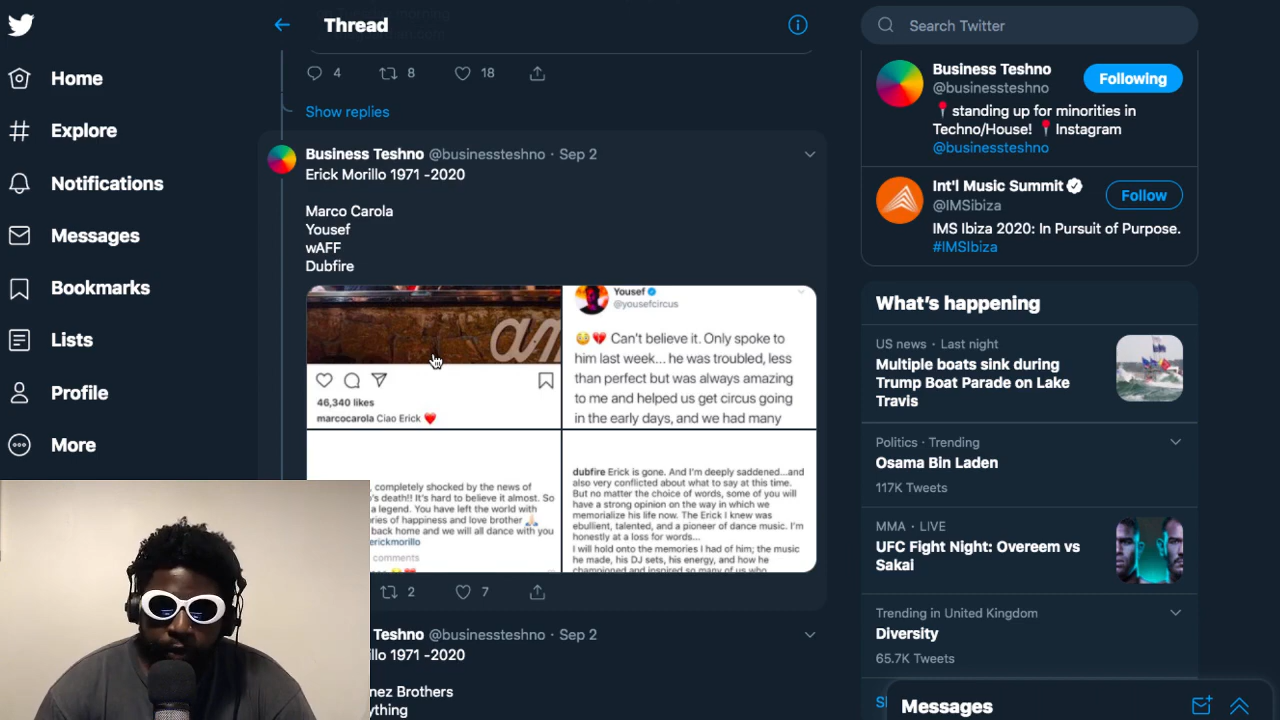 Thread
Search Twitter
Home
Explore
Notifications
Messages
Bookmarks
Lists
Profile
More
4
8
18
Show replies
Business Teshno @businessteshno · Sep 2
Erick Morillo 1971 -2020
Marco Carola
Yousef
wAFF
Dubfire
46,340 likes
marcocarola Ciao Erick ❤️
Yousef
@yousefcircus
😳💔 Can't believe it. Only spoke to
him last week... he was troubled, less
than perfect but was always amazing
to me and helped us get circus going
in the early days, and we had many
, completely shocked by the news of
o's death!! It's hard to believe it almost. So
a legend. You have left the world with
ries of happiness and love brother 🙏🏻
back home and we will all dance with you
erickmorillo
comments
dubfire Erick is gone. And I'm deeply saddened...and
also very conflicted about what to say at this time.
But no matter the choice of words, some of you will
have a strong opinion on the way in which we
memorialize his life now. The Erick I knew was
ebullient, talented, and a pioneer of dance music. I'm
honestly at a loss for words...
I will hold onto the memories I had of him; the music
he made, his DJ sets, his energy, and how he
championed and inspired so many of us who
2
7
Teshno @businessteshno · Sep 2
illo 1971 -2020
nez Brothers
ything
Business Teshno
@businessteshno
Following
📍standing up for minorities in
Techno/House! 📍Instagram
@businessteshno
Int'l Music Summit
@IMSibiza
Follow
IMS Ibiza 2020: In Pursuit of Purpose.
#IMSIbiza
What's happening
US news · Last night
Multiple boats sink during
Trump Boat Parade on Lake
Travis
Politics · Trending
Osama Bin Laden
117K Tweets
MMA · LIVE
UFC Fight Night: Overeem vs
Sakai
Trending in United Kingdom
Diversity
65.7K Tweets
Messages